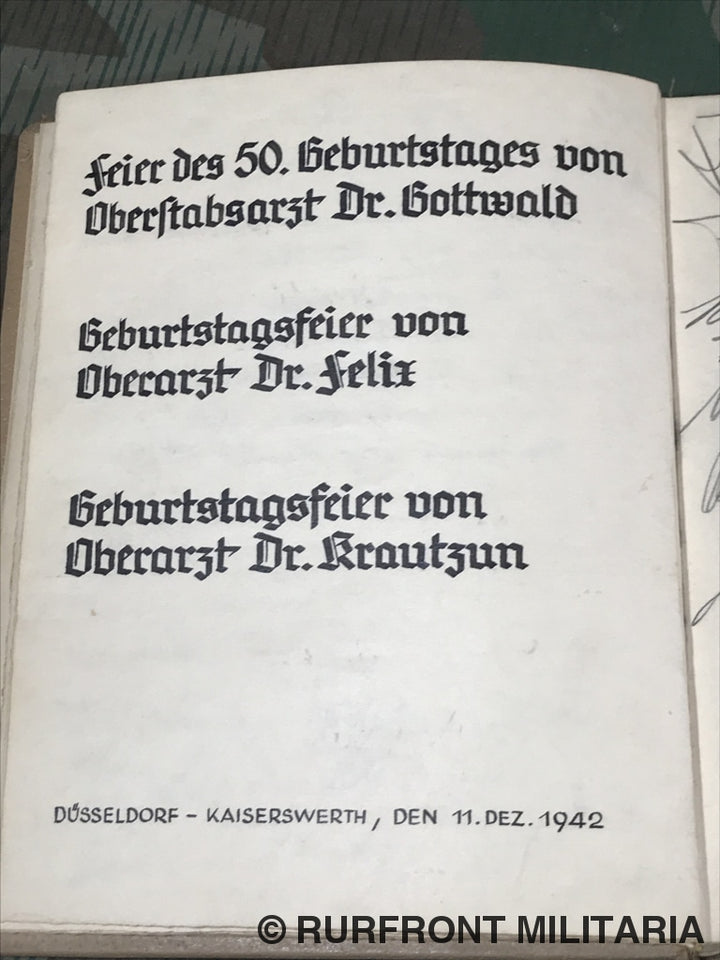 Feier des 50. Geburtstages von
Oberſtabsarzt Dr. Gottwald
Geburtstagsfeier von
Oberarzt Dr. Felix
Geburtstagsfeier von
Oberarzt Dr. Krautzun
DÜSSELDORF - KAISERSWERTH, DEN 11. DEZ. 1942
© RURFRONT MILITARIA